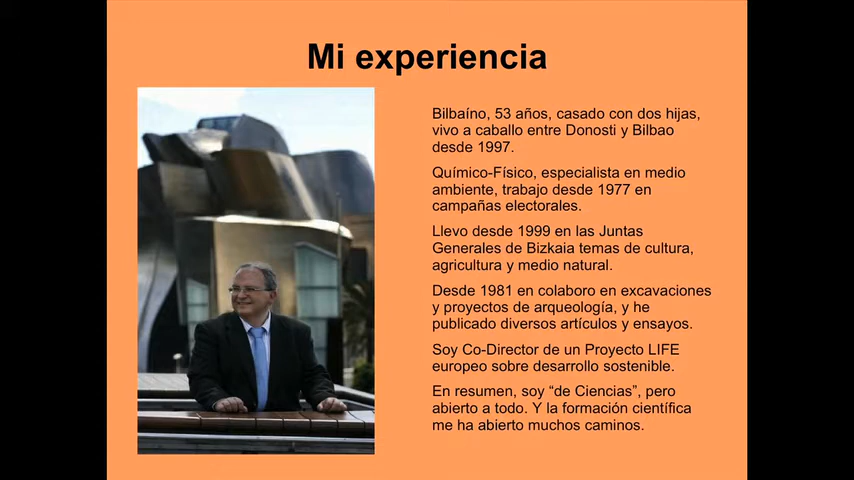 Mi experiencia
Bilbaíno, 53 años, casado con dos hijas,
vivo a caballo entre Donosti y Bilbao
desde 1997.
Químico-Físico, especialista en medio
ambiente, trabajo desde 1977 en
campañas electorales.
Llevo desde 1999 en las Juntas
Generales de Bizkaia temas de cultura,
agricultura y medio natural.
Desde 1981 en colaboro en excavaciones
y proyectos de arqueología, y he
publicado diversos artículos y ensayos.
Soy Co-Director de un Proyecto LIFE
europeo sobre desarrollo sostenible.
En resumen, soy “de Ciencias”, pero
abierto a todo. Y la formación científica
me ha abierto muchos caminos.